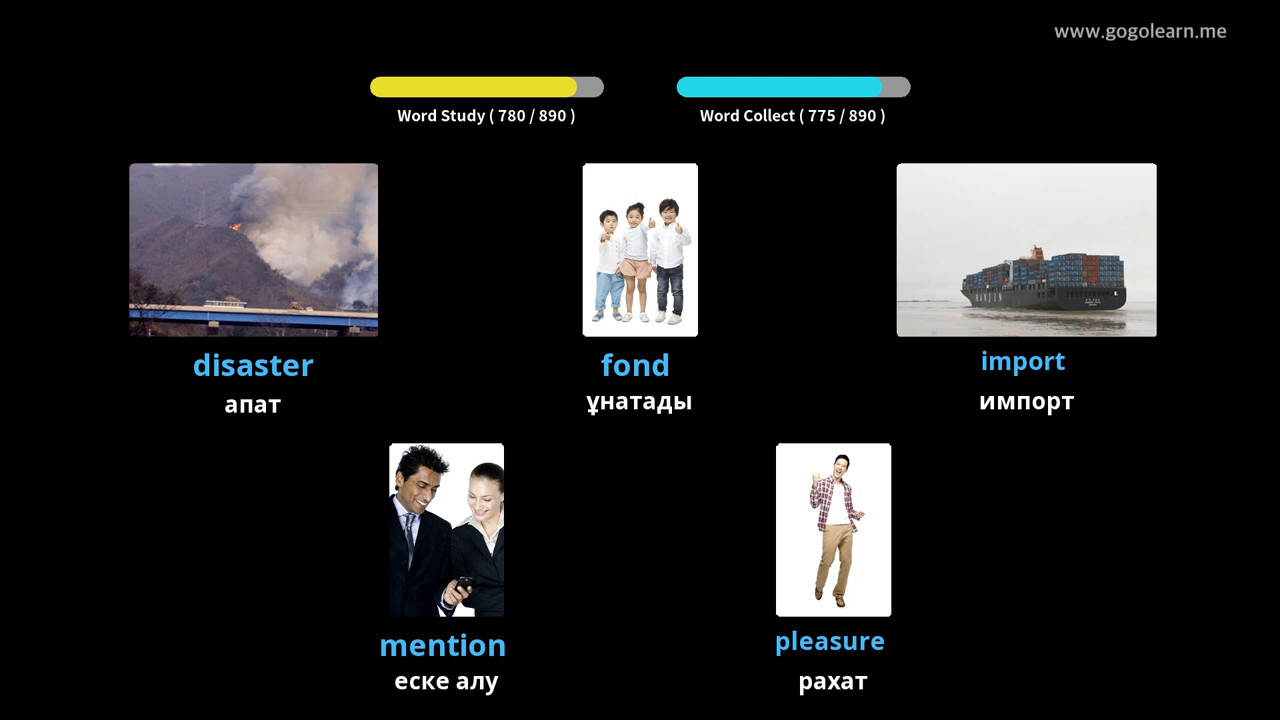 www.gogolearn.me
Word Study ( 780 / 890 )
Word Collect ( 775 / 890 )
disaster
апат
fond
ұнатады
import
импорт
HANJIN
mention
еске алу
pleasure
рахат